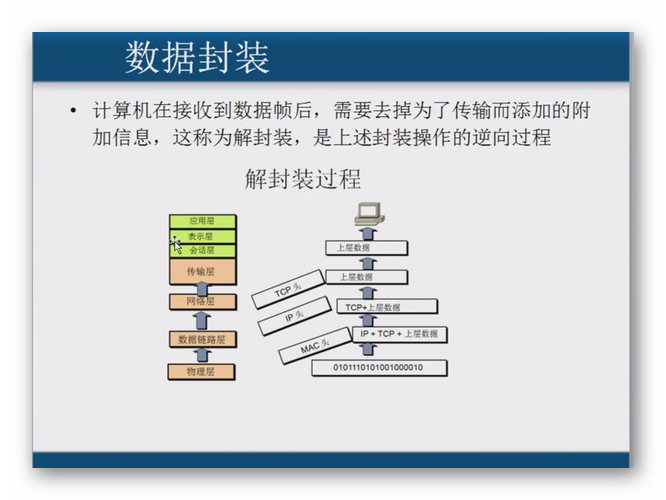 数据封装
• 计算机在接收到数据帧后，需要去掉为了传输而添加的附
加信息，这称为解封装，是上述封装操作的逆向过程
解封装过程
应用层
表示层
会话层
传输层
网络层
数据链路层
物理层
上层数据
上层数据
TCP 头
TCP+上层数据
IP 头
IP + TCP + 上层数据
MAC 头
0101110101001000010